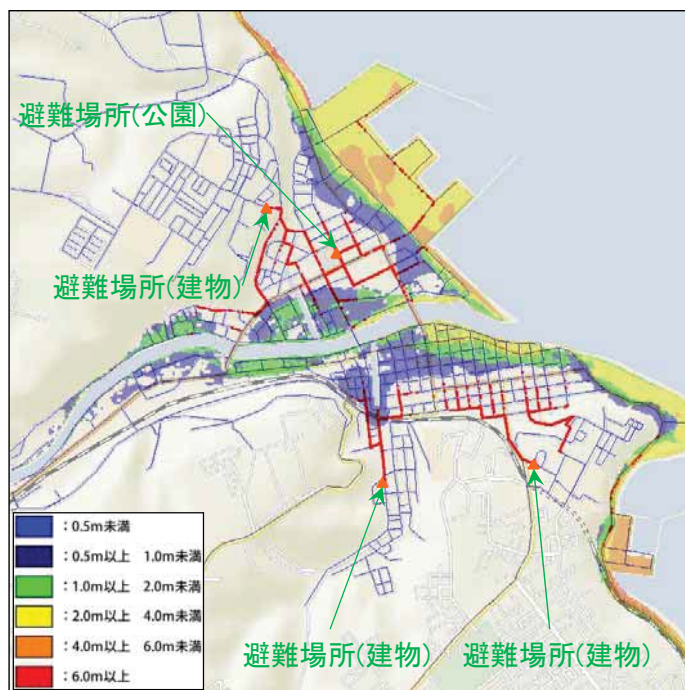 避難場所(公園)
避難場所(建物)
：0.5m未満
：0.5m以上　1.0m未満
：1.0m以上　2.0m未満
：2.0m以上　4.0m未満
：4.0m以上　6.0m未満
：6.0m以上
避難場所(建物)
避難場所(建物)